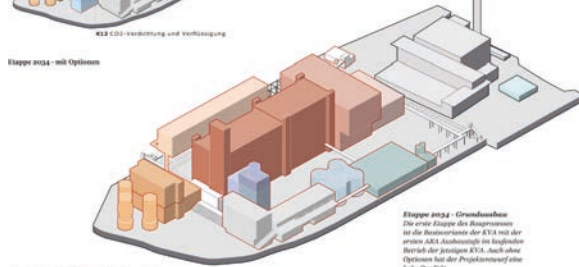 K12 CO2-Verdichtung und Verflüssigung
Etappe 2034 - mit Optionen
Etappe 2034 - Grundausbau
Die erste Etappe des Bauprozesses
ist die Basisvariante der KVA mit der
ersten ARA Ausbaustufe im laufenden
Betrieb der jetzigen KVA. Auch ohne
Optionen hat der Projektentwurf eine